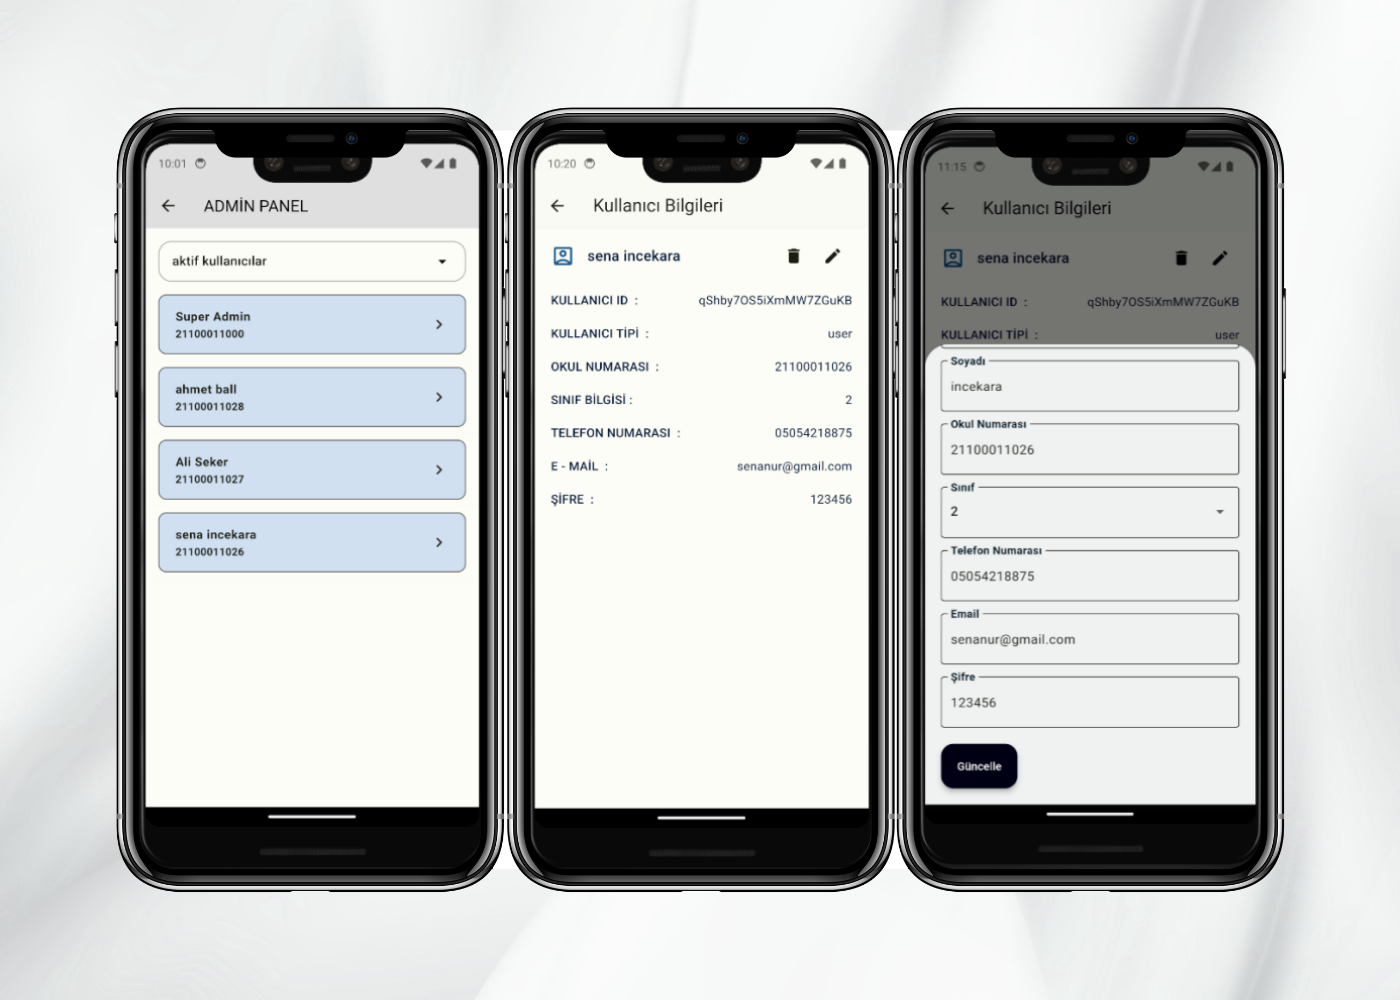 10:01
ADMİN PANEL
aktif kullanıcılar
Super Admin
21100011000
ahmet ball
21100011028
Ali Seker
21100011027
sena incekara
21100011026
10:20
Kullanıcı Bilgileri
sena incekara
KULLANICI ID : qShby7OS5iXmMW7ZGuKB
KULLANICI TİPİ : user
OKUL NUMARASI : 21100011026
SINIF BİLGİSİ : 2
TELEFON NUMARASI : 05054218875
E - MAİL : senanur@gmail.com
ŞİFRE : 123456
11:15
Kullanıcı Bilgileri
sena incekara
KULLANICI ID : qShby7OS5iXmMW7ZGuKB
KULLANICI TİPİ : user
Soyadı
incekara
Okul Numarası
21100011026
Sınıf
2
Telefon Numarası
05054218875
Email
senanur@gmail.com
Şifre
123456
Güncelle